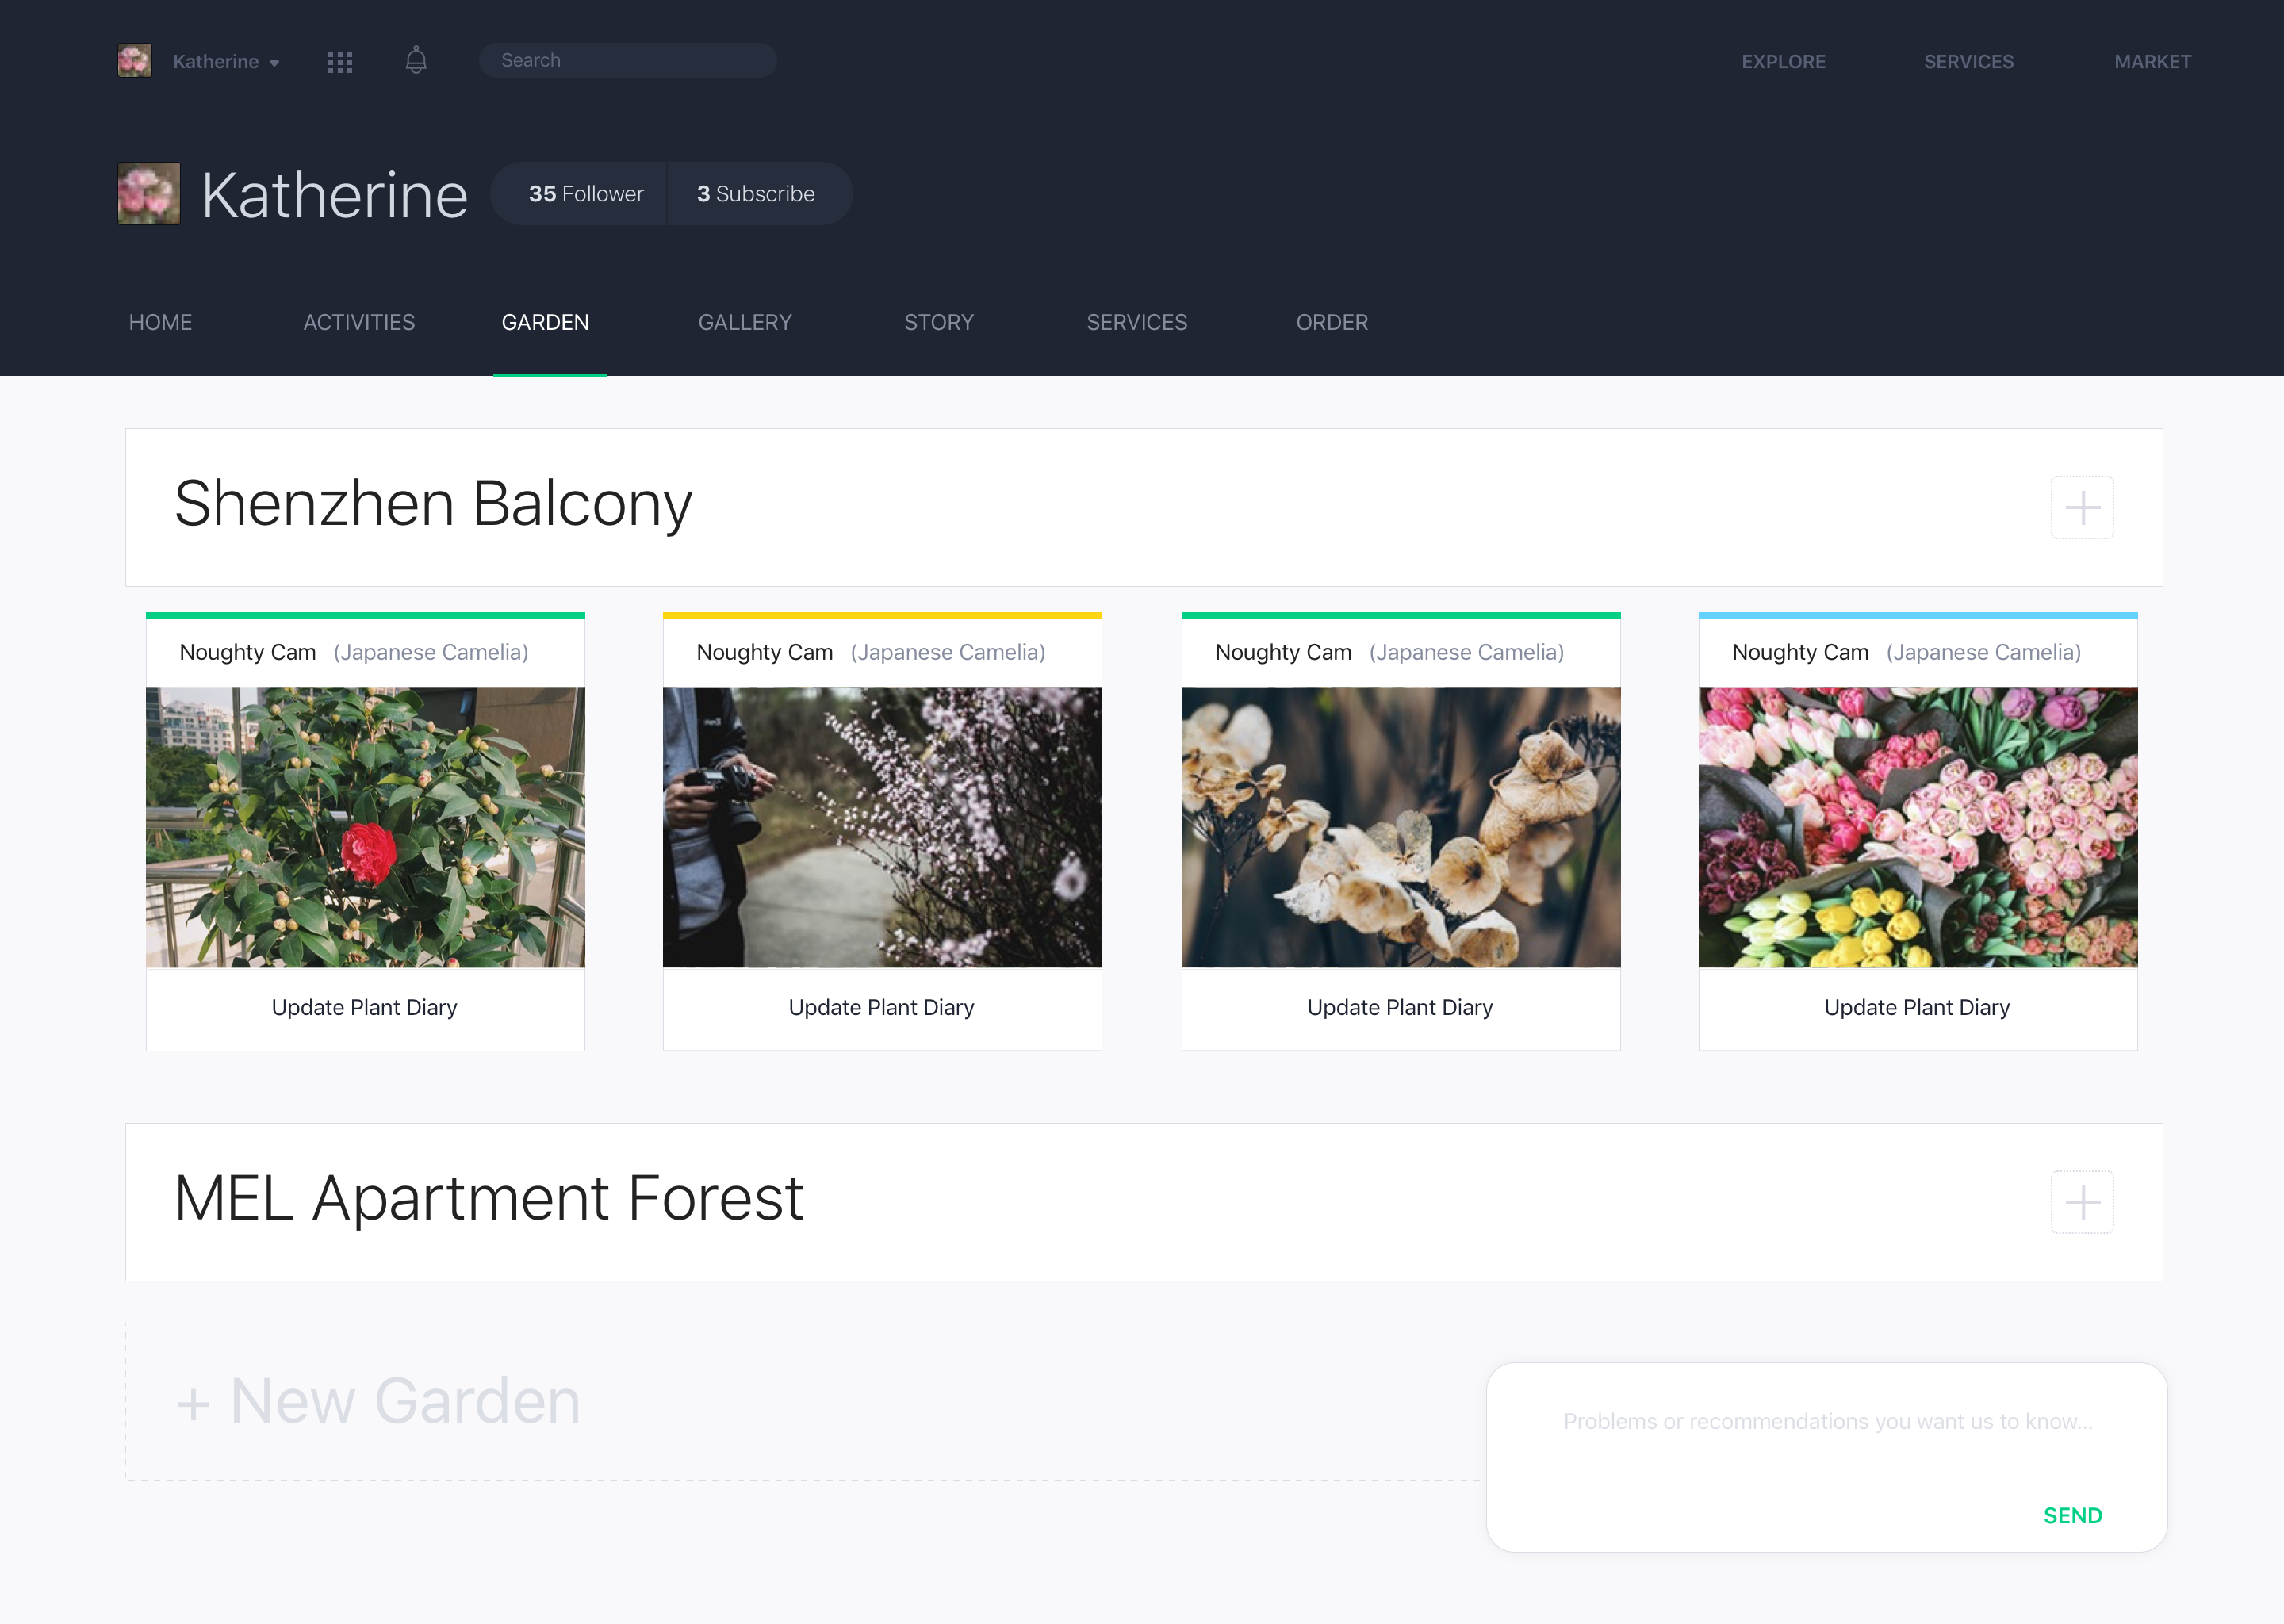 Katherine
Search
EXPLORE
SERVICES
MARKET
Katherine
35 Follower
3 Subscribe
HOME
ACTIVITIES
GARDEN
GALLERY
STORY
SERVICES
ORDER
Shenzhen Balcony
Noughty Cam (Japanese Camelia)
Noughty Cam (Japanese Camelia)
Noughty Cam (Japanese Camelia)
Noughty Cam (Japanese Camelia)
Update Plant Diary
Update Plant Diary
Update Plant Diary
Update Plant Diary
MEL Apartment Forest
+ New Garden
Problems or recommendations you want us to know...
SEND